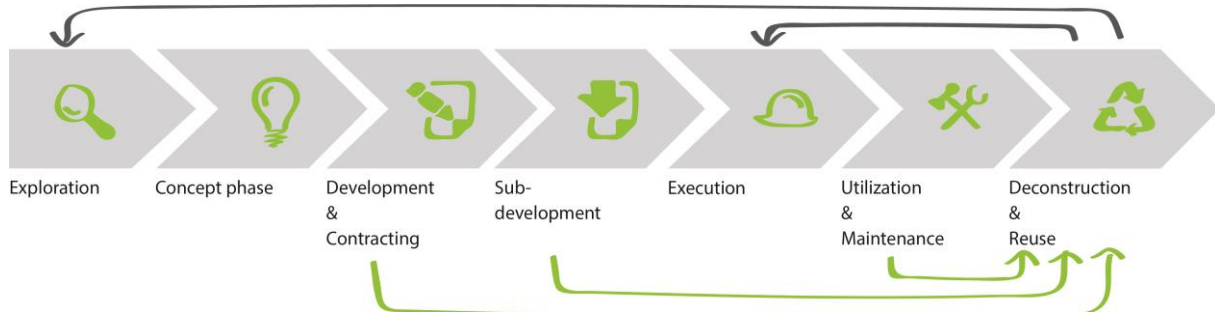 Exploration
Concept phase
Development
&
Contracting
Sub-
development
Execution
Utilization
&
Maintenance
Deconstruction
&
Reuse